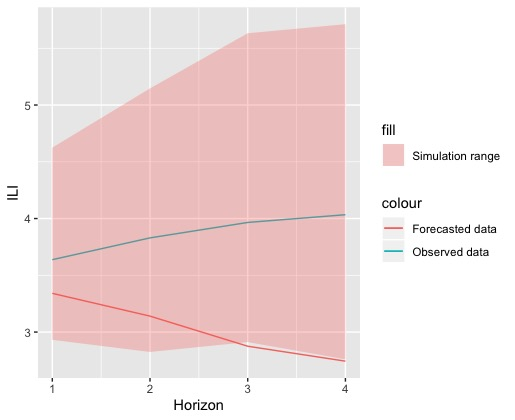 5
4
3
ILI
1 2 3 4
Horizon
fill
Simulation range
colour
Forecasted data
Observed data